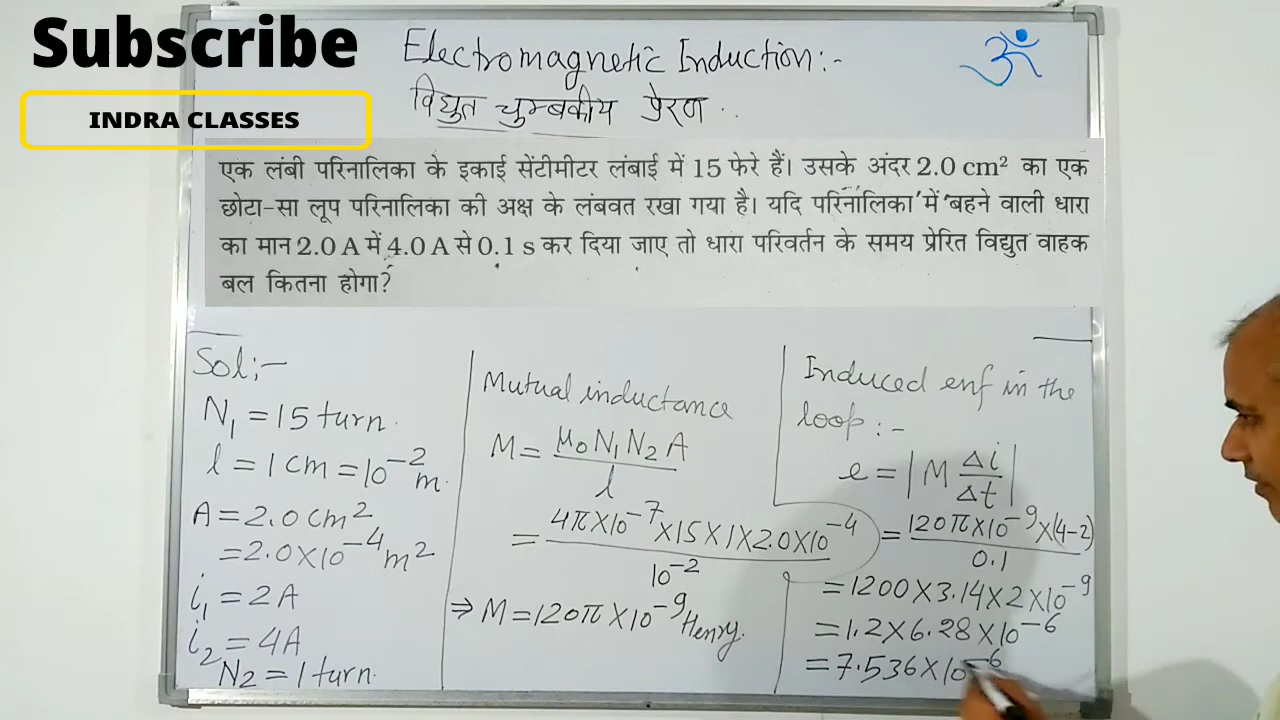 Subscribe
INDRA CLASSES
Electromagnetic Induction:-
विद्युत चुम्बकीय प्रेरण.
ॐ
एक लंबी परिनालिका के इकाई सेंटीमीटर लंबाई में 15 फेरे हैं। उसके अंदर 2.0 cm² का एक
छोटा-सा लूप परिनालिका की अक्ष के लंबवत रखा गया है। यदि परिनालिका में बहने वाली धारा
का मान 2.0 A में 4.0 A से 0.1 s कर दिया जाए तो धारा परिवर्तन के समय प्रेरित विद्युत वाहक
बल कितना होगा?
Sol:-
N₁ = 15 turn.
l = 1 cm = 10⁻² m.
A = 2.0 cm²
= 2.0×10⁻⁴ m²
i₁ = 2A
i₂ = 4A
N₂ = 1 turn.
Mutual inductance
M = μ₀N₁N₂A / l
= 4π×10⁻⁷×15×1×2.0×10⁻⁴ / 10⁻²
⇒ M = 120π×10⁻⁹ Henry.
Induced emf in the
loop:-
e = |M Δi/Δt|
= 120π×10⁻⁹×(4-2) / 0.1
= 1200×3.14×2×10⁻⁹
= 1.2×6.28×10⁻⁶
= 7.536×10⁻⁶